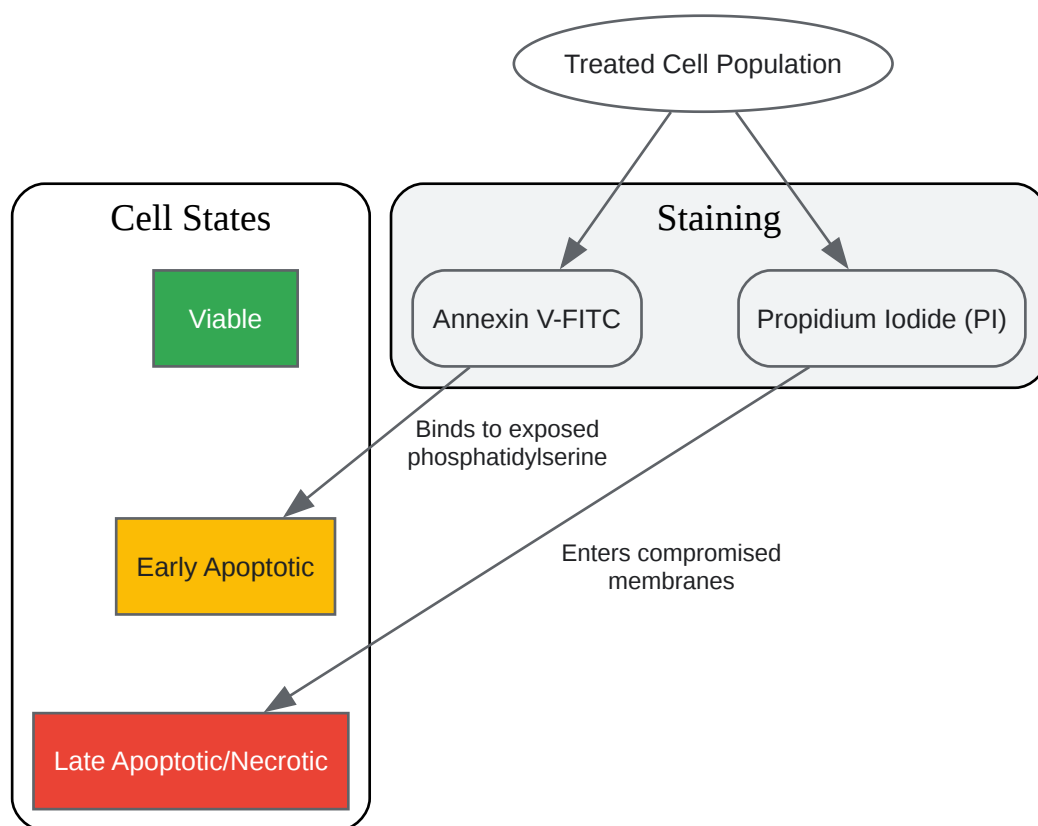 Treated Cell Population
Cell States
Staining
Viable
Annexin V-FITC
Propidium Iodide (PI)
Binds to exposed
phosphatidylserine
Early Apoptotic
Enters compromised
membranes
Late Apoptotic/Necrotic